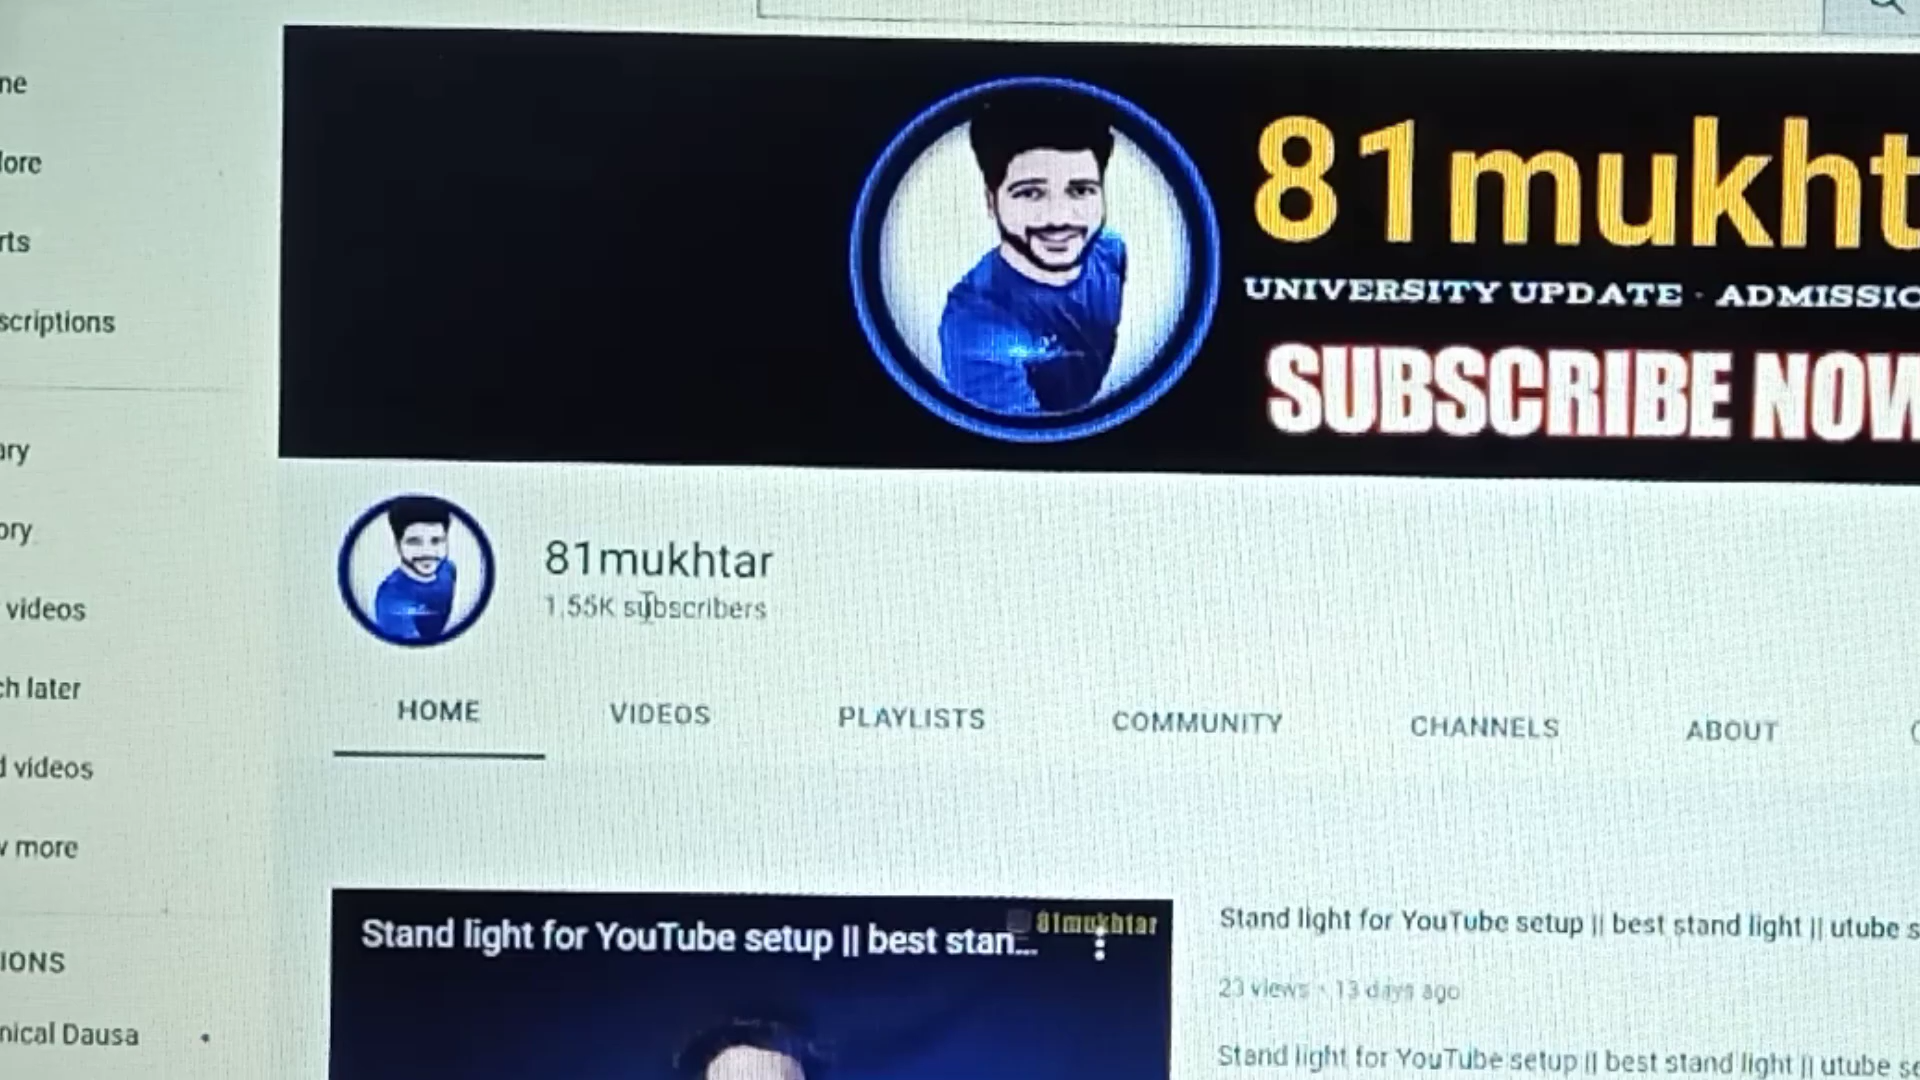 81mukht
UNIVERSITY UPDATE · ADMISSIO
SUBSCRIBE NOW
ne
lore
rts
scriptions
ary
ory
videos
ch later
d videos
w more
IONS
nical Dausa
81mukhtar
1.55K subscribers
HOME VIDEOS PLAYLISTS COMMUNITY CHANNELS ABOUT
Stand light for YouTube setup || best stan...
81mukhtar
Stand light for YouTube setup || best stand light || utube s
23 views · 13 days ago
Stand light for YouTube setup || best stand light || utube se